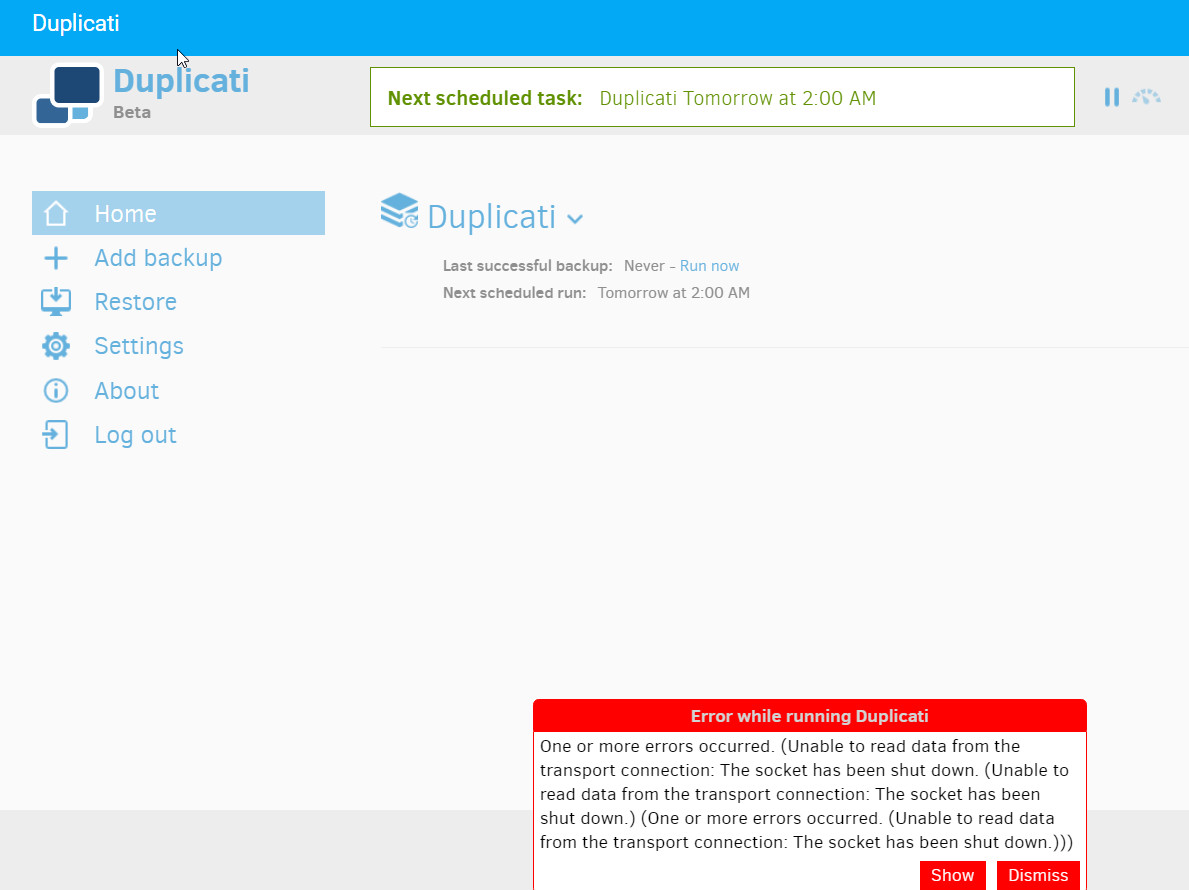 Duplicati
Duplicati
Beta
Next scheduled task: Duplicati Tomorrow at 2:00 AM
Home
Add backup
Restore
Settings
About
Log out
Duplicati
Last successful backup: Never - Run now
Next scheduled run: Tomorrow at 2:00 AM
Error while running Duplicati
One or more errors occurred. (Unable to read data from the
transport connection: The socket has been shut down. (Unable to
read data from the transport connection: The socket has been
shut down.) (One or more errors occurred. (Unable to read data
from the transport connection: The socket has been shut down.)))
Show Dismiss